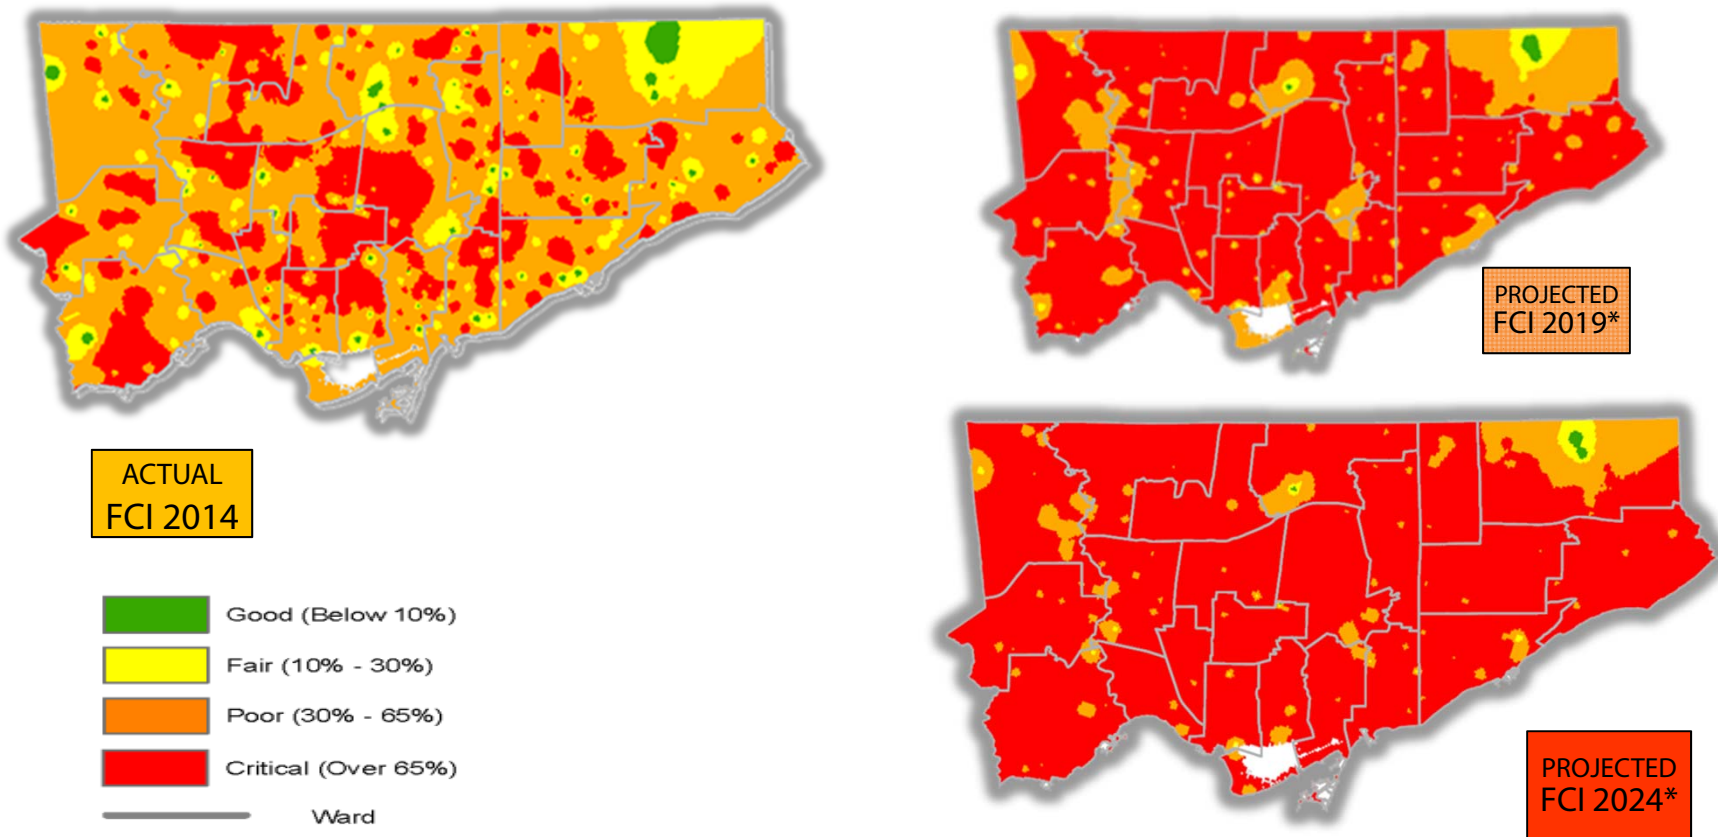 ACTUAL
FCI 2014
Good (Below 10%)
Fair (10% - 30%)
Poor (30% - 65%)
Critical (Over 65%)
Ward
PROJECTED
FCI 2019*
PROJECTED
FCI 2024*